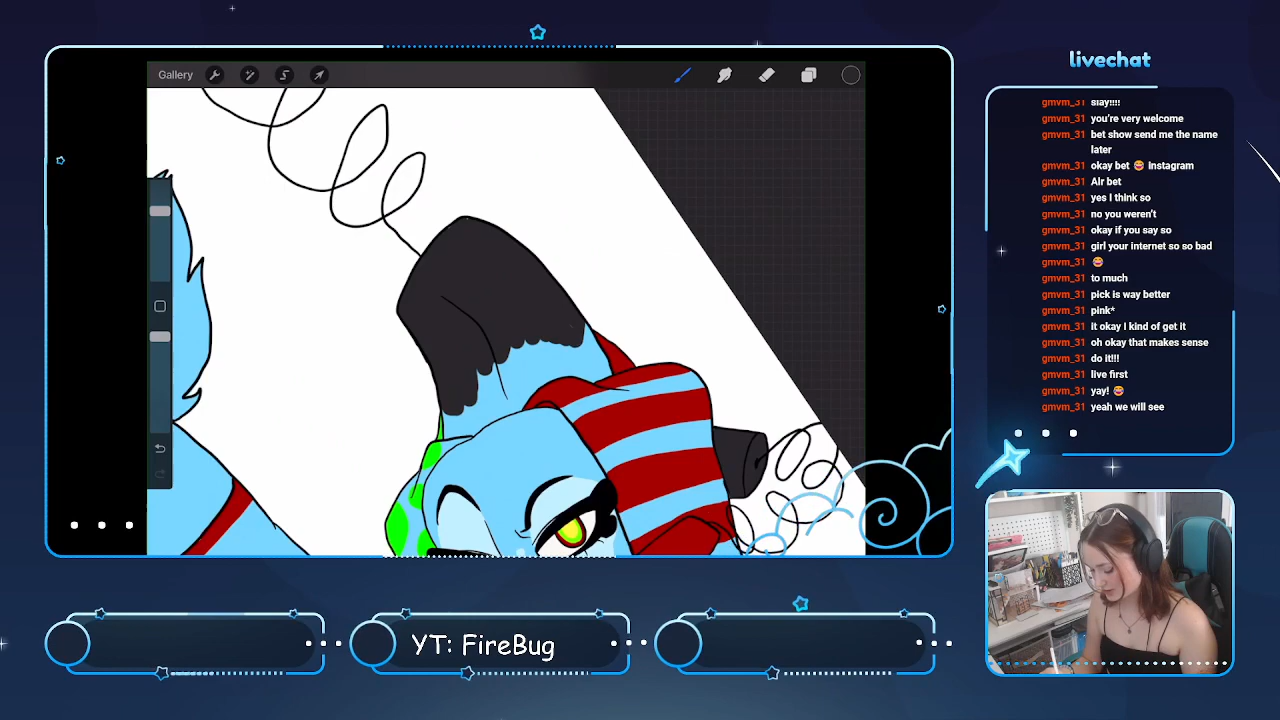 livechat
Gallery
gmvm_31 slay!!!!
gmvm_31 you're very welcome
gmvm_31 bet show send me the name
later
gmvm_31 okay bet 😆 Instagram
gmvm_31 Alr bet
gmvm_31 yes I think so
gmvm_31 no you weren't
gmvm_31 okay if you say so
gmvm_31 girl your internet so so bad
gmvm_31 😆
gmvm_31 to much
gmvm_31 pick is way better
gmvm_31 pink*
gmvm_31 it okay I kind of get it
gmvm_31 oh okay that makes sense
gmvm_31 do it!!!
gmvm_31 live first
gmvm_31 yay! 😆
gmvm_31 yeah we will see
YT: FireBug